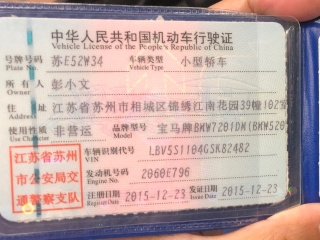 中华人民共和国机动车行驶证
Vehicle License of the People's Republic of China
号牌号码 苏E52W34 车辆类型 小型轿车
Plate No. Vehicle Type
所有人 彭小文
Owner
住址 江苏省苏州市相城区锦绣江南花园39幢102
Address
使用性质 非营运 品牌型号 宝马牌BMW7201DM(BMW520
Use Character Model
车辆识别代号 LBV5S1104GSK82482
VIN
发动机号码 2060E796
Engine No.
江苏省苏州
市公安局交
通警察支队
注册日期 2015-12-23 发证日期 2015-12-23
Register Date Issue Date